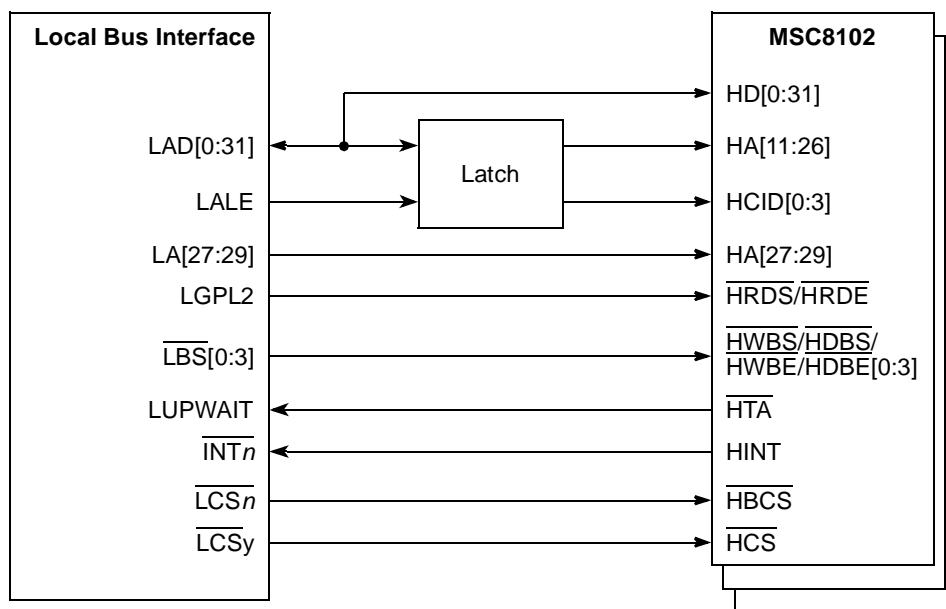 Local Bus Interface
MSC8102
HD[0:31]
LAD[0:31]
Latch
HA[11:26]
LALE
HCID[0:3]
LA[27:29]
HA[27:29]
LGPL2
HRDS/HRDE
LBS[0:3]
HWBS/HDBS/
HWBE/HDBE[0:3]
LUPWAIT
HTA
INTn
HINT
LCSn
HBCS
LCSy
HCS